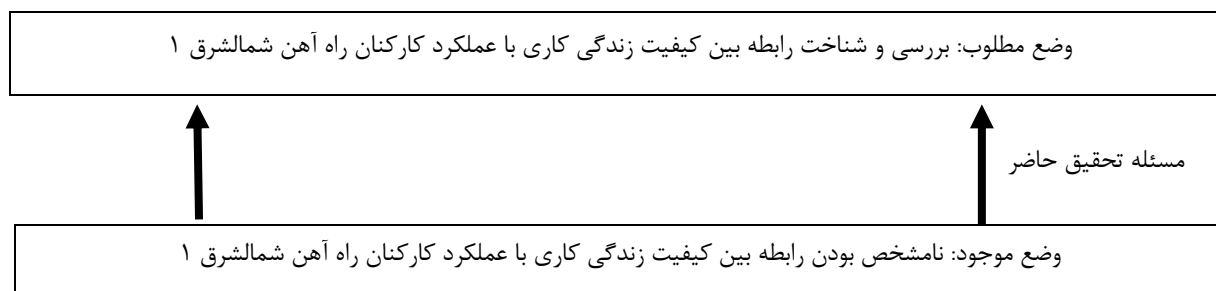 وضع مطلوب: بررسی و شناخت رابطه بین کیفیت زندگی کاری با عملکرد کارکنان راه آهن شمالشرق ۱
مسئله تحقیق حاضر
وضع موجود: نامشخص بودن رابطه بین کیفیت زندگی کاری با عملکرد کارکنان راه آهن شمالشرق ۱